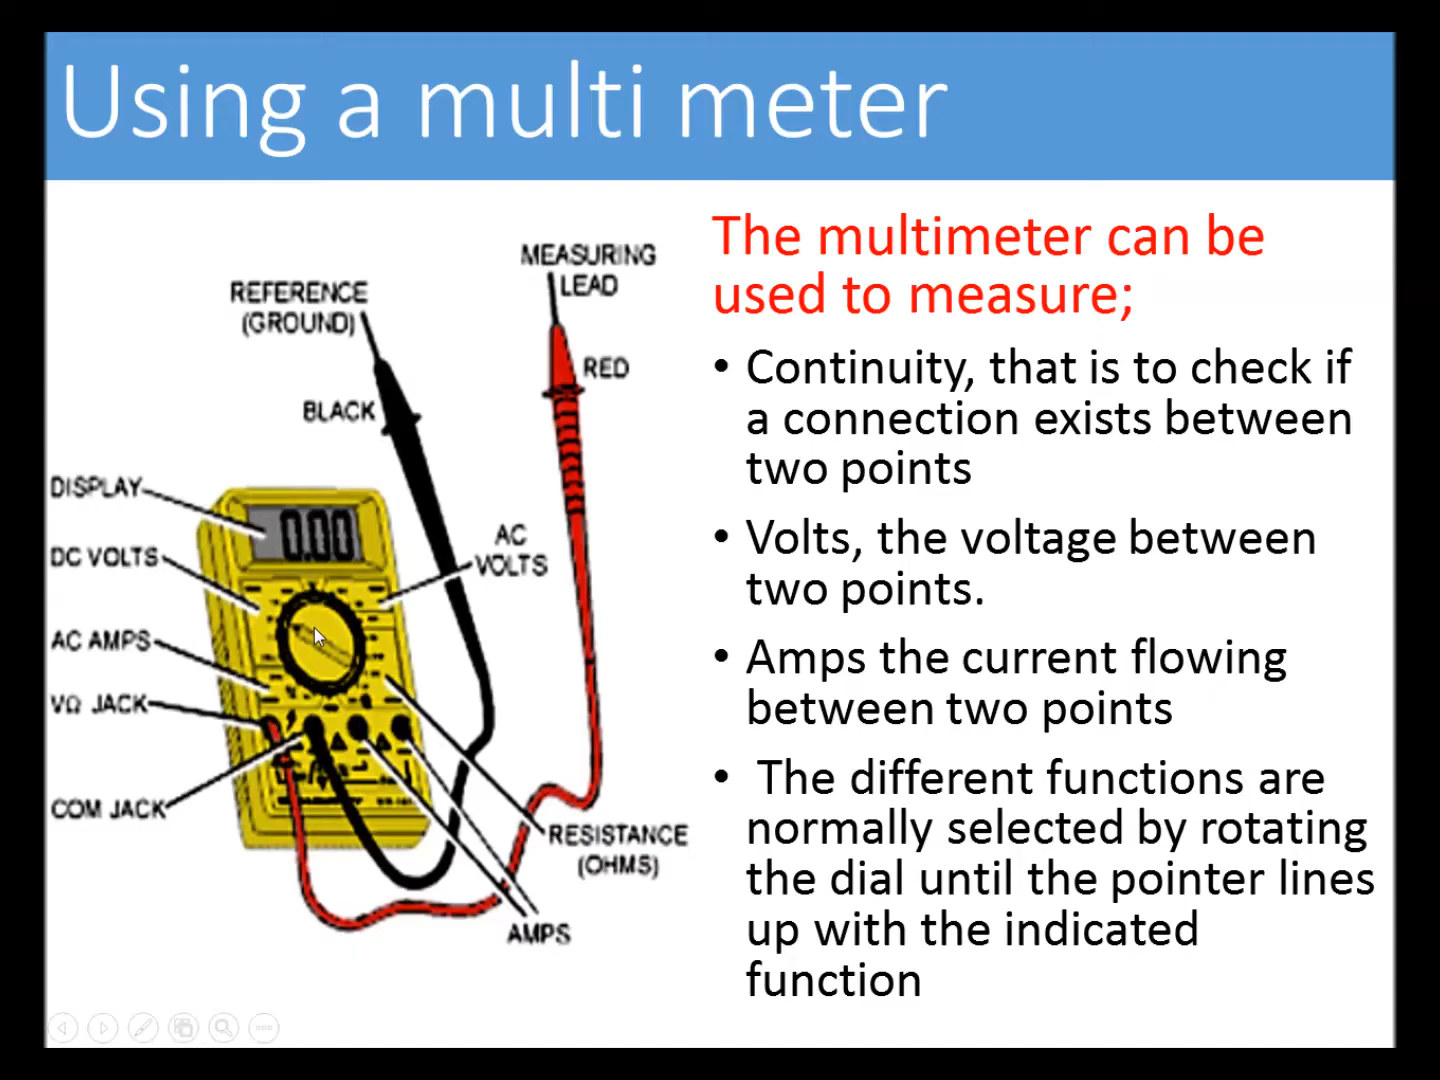 Using a multi meter
MEASURING
LEAD
REFERENCE
(GROUND)
RED
BLACK
DISPLAY
0.00
AC
VOLTS
DC VOLTS
AC AMPS
VΩ JACK
COM JACK
RESISTANCE
(OHMS)
AMPS
The multimeter can be
used to measure;
• Continuity, that is to check if
a connection exists between
two points
• Volts, the voltage between
two points.
• Amps the current flowing
between two points
• The different functions are
normally selected by rotating
the dial until the pointer lines
up with the indicated
function